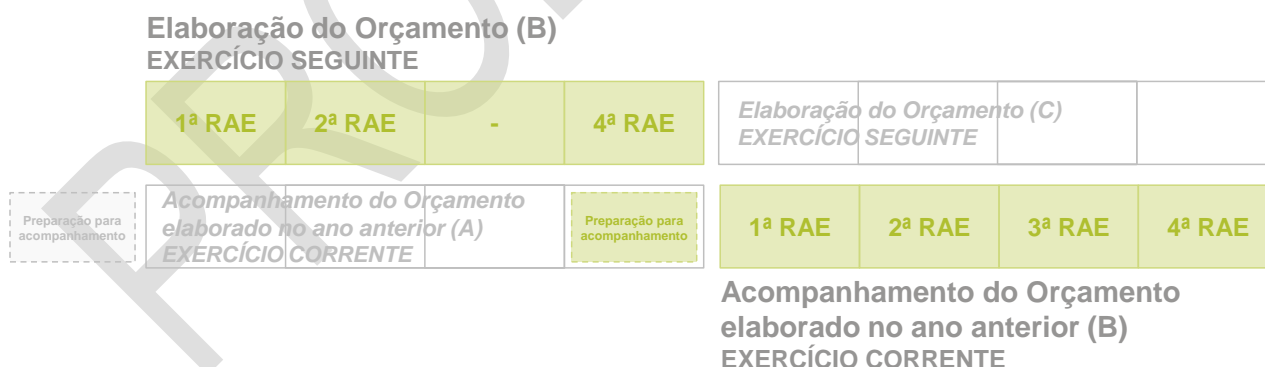 Elaboração do Orçamento (B)
EXERCÍCIO SEGUINTE
1ª RAE 2ª RAE - 4ª RAE
Elaboração do Orçamento (C)
EXERCÍCIO SEGUINTE
Preparação para
acompanhamento
Acompanhamento do Orçamento
elaborado no ano anterior (A)
EXERCÍCIO CORRENTE
Preparação para
acompanhamento
1ª RAE 2ª RAE 3ª RAE 4ª RAE
Acompanhamento do Orçamento
elaborado no ano anterior (B)
EXERCÍCIO CORRENTE